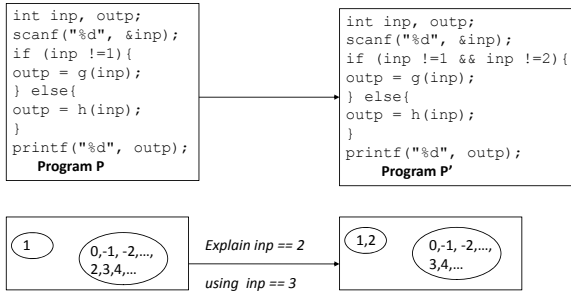 int inp, outp;
scanf("%d", &inp);
if (inp !=1){
outp = g(inp);
} else{
outp = h(inp);
}
printf("%d", outp);
Program P
int inp, outp;
scanf("%d", &inp);
if (inp !=1 && inp !=2){
outp = g(inp);
} else{
outp = h(inp);
}
printf("%d", outp);
Program P’
1
0,-1, -2,…,
2,3,4,…
Explain inp == 2
using inp == 3
1,2
0,-1, -2,…,
3,4,…